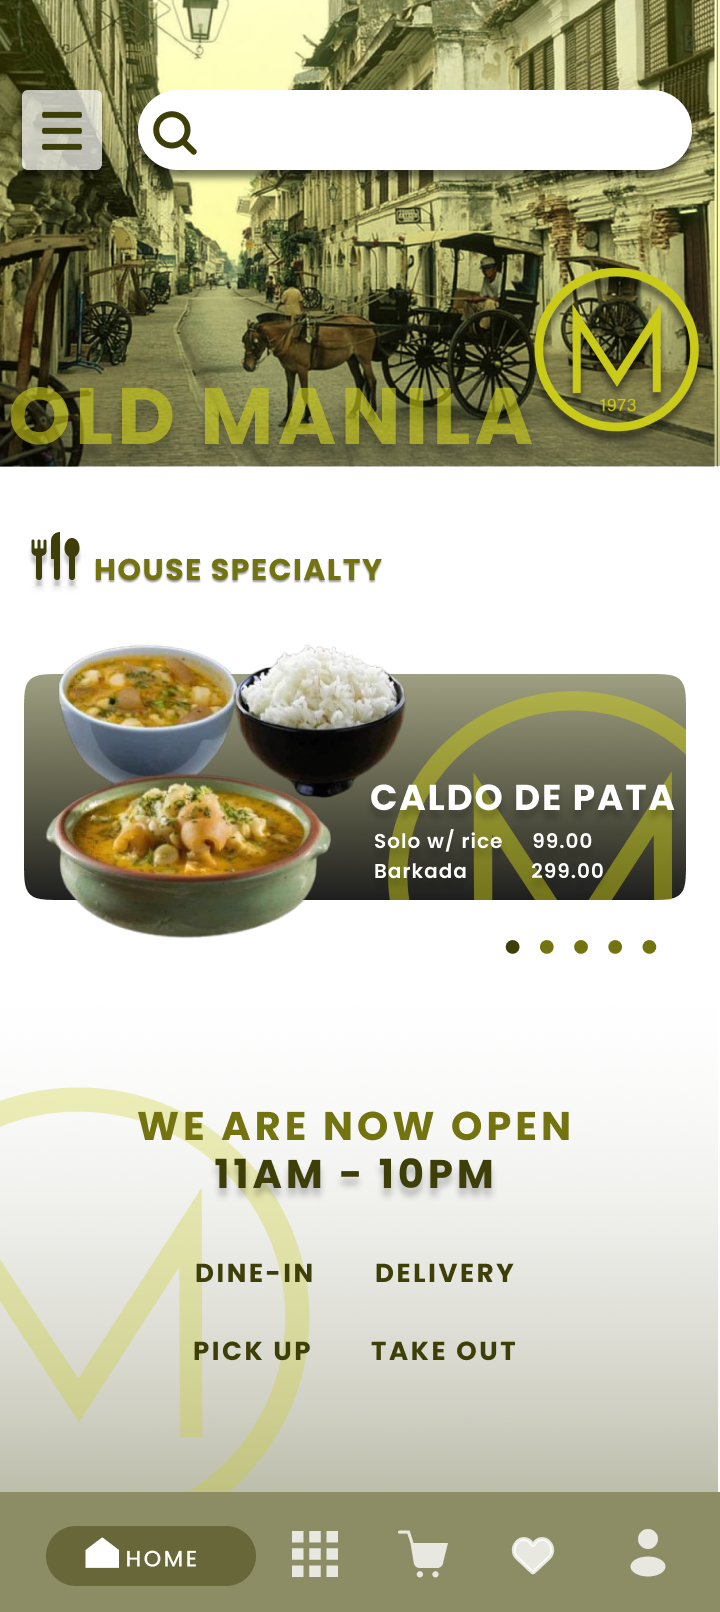 M
1973
OLD MANILA
HOUSE SPECIALTY
CALDO DE PATA
Solo w/ rice 99.00
Barkada 299.00
WE ARE NOW OPEN
11AM - 10PM
DINE-IN DELIVERY
PICK UP TAKE OUT
HOME